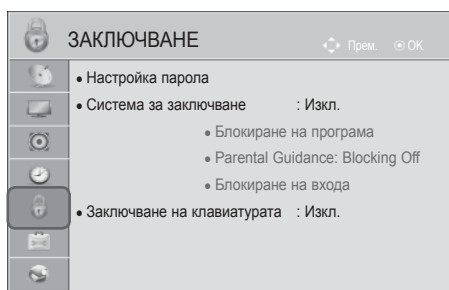 ЗАКЛЮЧВАНЕ Прем. OK
• Настройка парола
• Система за заключване : Изкл.
• Блокиране на програма
• Parental Guidance: Blocking Off
• Блокиране на входа
• Заключване на клавиатурата : Изкл.